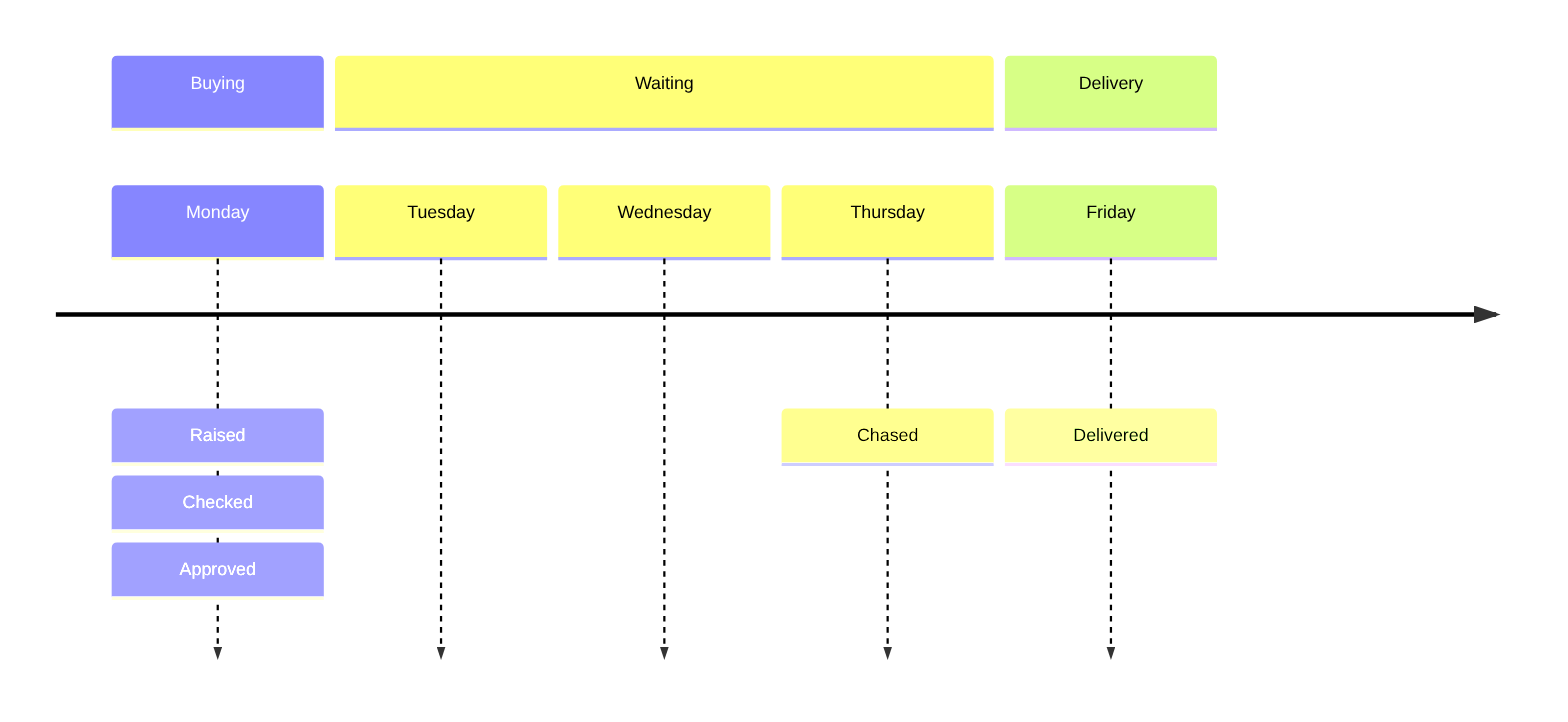 Buying
Waiting
Delivery
Monday
Tuesday
Wednesday
Thursday
Friday
Raised
Chased
Delivered
Checked
Approved